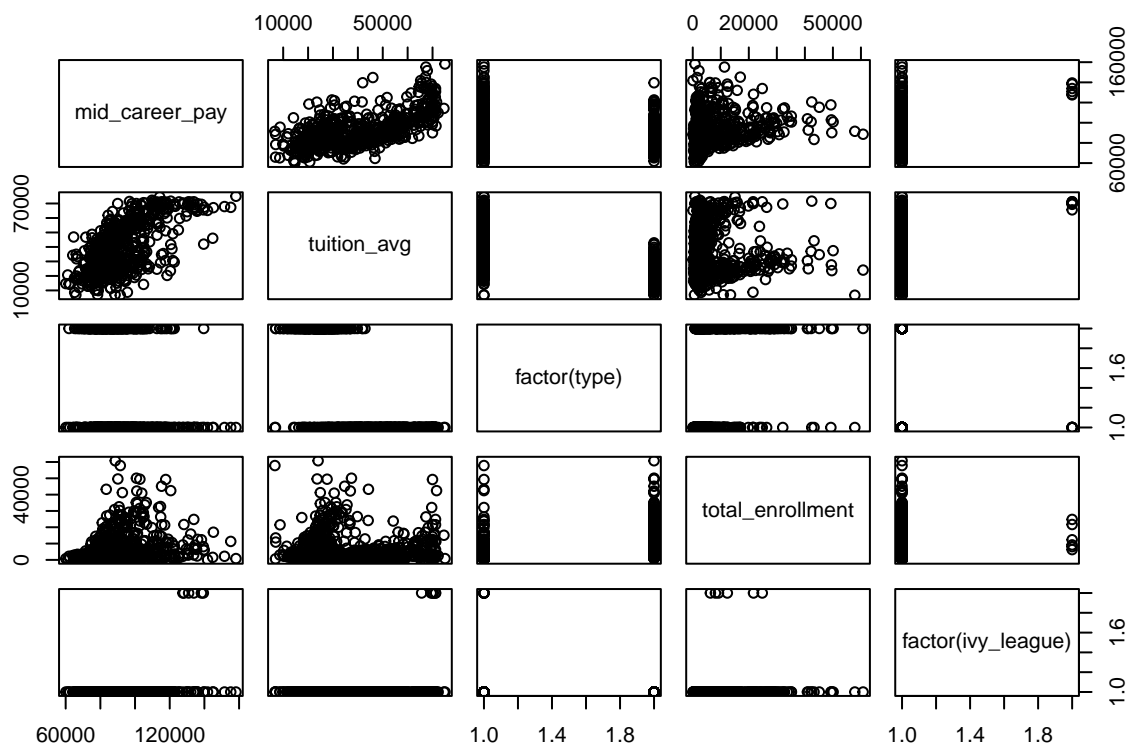 10000 50000 0 20000 50000
mid_career_pay
60000 160000
10000 70000
tuition_avg
factor(type)
1.0 1.6
0 40000
total_enrollment
factor(ivy_league)
1.0 1.6
60000 120000 1.0 1.4 1.8 1.0 1.4 1.8